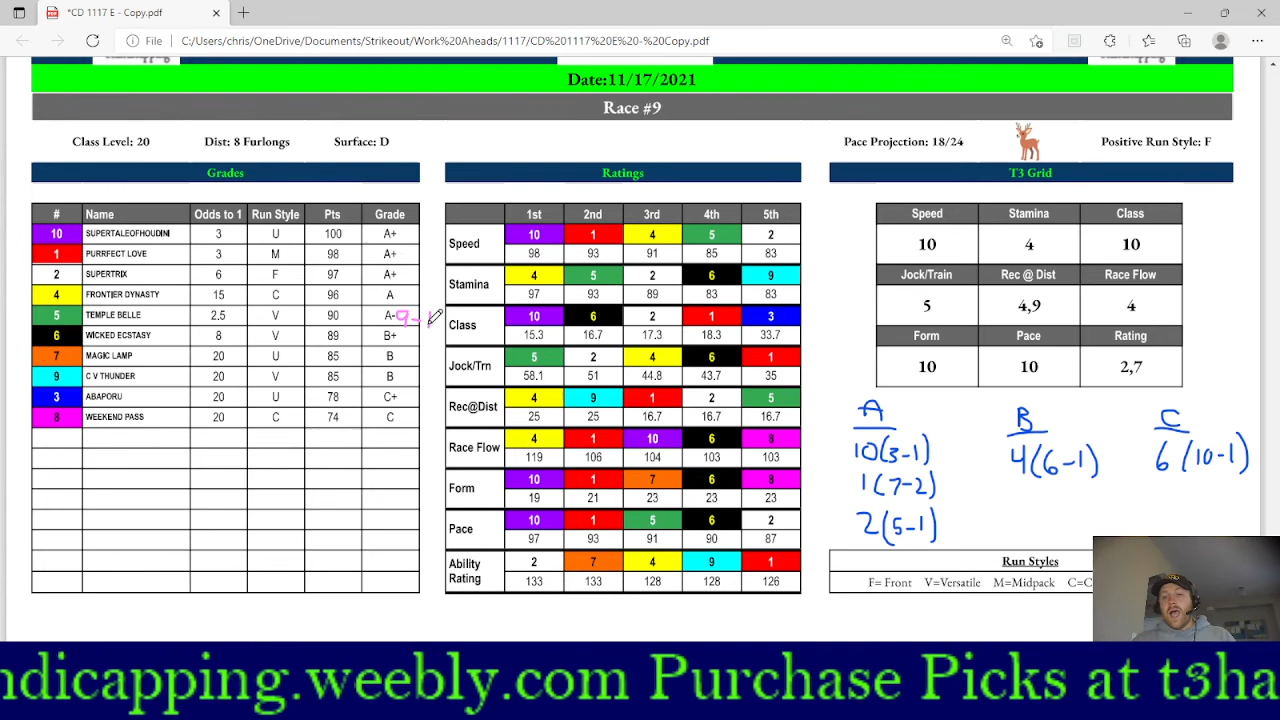 *CD 1117 E - Copy.pdf
File C:/Users/chris/OneDrive/Documents/Strikeout/Work%20Aheads/1117/CD%201117%20E%20-%20Copy.pdf
Date:11/17/2021
Race #9
Class Level: 20 Dist: 8 Furlongs Surface: D Pace Projection: 18/24 Positive Run Style: F
Grades Ratings T3 Grid
# Name Odds to 1 Run Style Pts Grade
10 SUPERTALEOFHOUDINI 3 U 100 A+
1 PURRFECT LOVE 3 M 98 A+
2 SUPERTRIX 6 F 97 A+
4 FRONTIER DYNASTY 15 C 96 A
5 TEMPLE BELLE 2.5 V 90 A- 9-1
6 WICKED ECSTASY 8 V 89 B+
7 MAGIC LAMP 20 U 85 B
9 C V THUNDER 20 V 85 B
3 ABAPORU 20 U 78 C+
8 WEEKEND PASS 20 C 74 C
1st 2nd 3rd 4th 5th
Speed 10 1 4 5 2
98 93 91 85 83
Stamina 4 5 2 6 9
97 93 89 83 83
Class 10 6 2 1 3
15.3 16.7 17.3 18.3 33.7
Jock/Trn 5 2 4 6 1
58.1 51 44.8 43.7 35
Rec@Dist 4 9 1 2 5
25 25 16.7 16.7 16.7
Race Flow 4 1 10 6 8
119 106 104 103 103
Form 10 1 7 6 8
19 21 23 23 23
Pace 10 1 5 6 2
97 93 91 90 87
Ability Rating 2 7 4 9 1
133 133 128 128 126
Speed Stamina Class
10 4 10
Jock/Train Rec @ Dist Race Flow
5 4,9 4
Form Pace Rating
10 10 2,7
A B C
10(3-1) 4(6-1) 6(10-1)
1(7-2)
2(5-1)
Run Styles
F= Front V=Versatile M=Midpack C=C
ndicapping.weebly.com Purchase Picks at t3ha